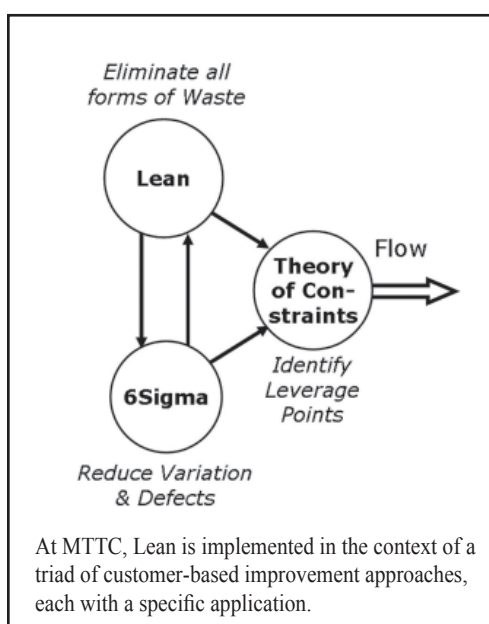 Eliminate all
forms of Waste
Lean
Theory
of Con-
straints
Flow
Identify
Leverage
Points
6Sigma
Reduce Variation
& Defects
At MTTC, Lean is implemented in the context of a
triad of customer-based improvement approaches,
each with a specific application.